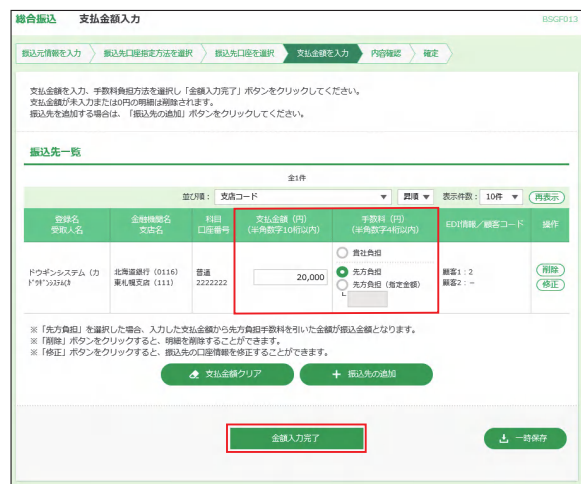 総合振込 支払金額入力 BSGF013
振込元情報を入力 振込先口座指定方法を選択 振込先口座を選択 支払金額を入力 内容確認 確定
支払金額を入力、手数料負担方法を選択し「金額入力完了」ボタンをクリックしてください。
支払金額が未入力または0円の明細は削除されます。
振込先を追加する場合は、「振込先の追加」ボタンをクリックしてください。
振込先一覧
全1件
並び順： 支店コード 昇順 表示件数： 10件 再表示
登録名 金融機関名 科目 支払金額（円） 手数料（円） EDI情報／顧客コード 操作
受取人名 支店名 口座番号 （半角数字10桁以内） （半角数字4桁以内）
当社負担
ドウギンシステム（カ 北海道銀行（0116） 普通 20,000 先方負担 顧客1：2 削除
ﾄﾞｳｷﾞﾝｼｽﾃﾑ(ｶ 東札幌支店（111） 2222222 先方負担（指定金額） 顧客2：－ 修正
※「先方負担」を選択した場合、入力した支払金額から先方負担手数料を引いた金額が振込金額となります。
※「削除」ボタンをクリックすると、明細を削除することができます。
※「修正」ボタンをクリックすると、振込先の口座情報を修正することができます。
支払金額クリア 振込先の追加
金額入力完了 一時保存